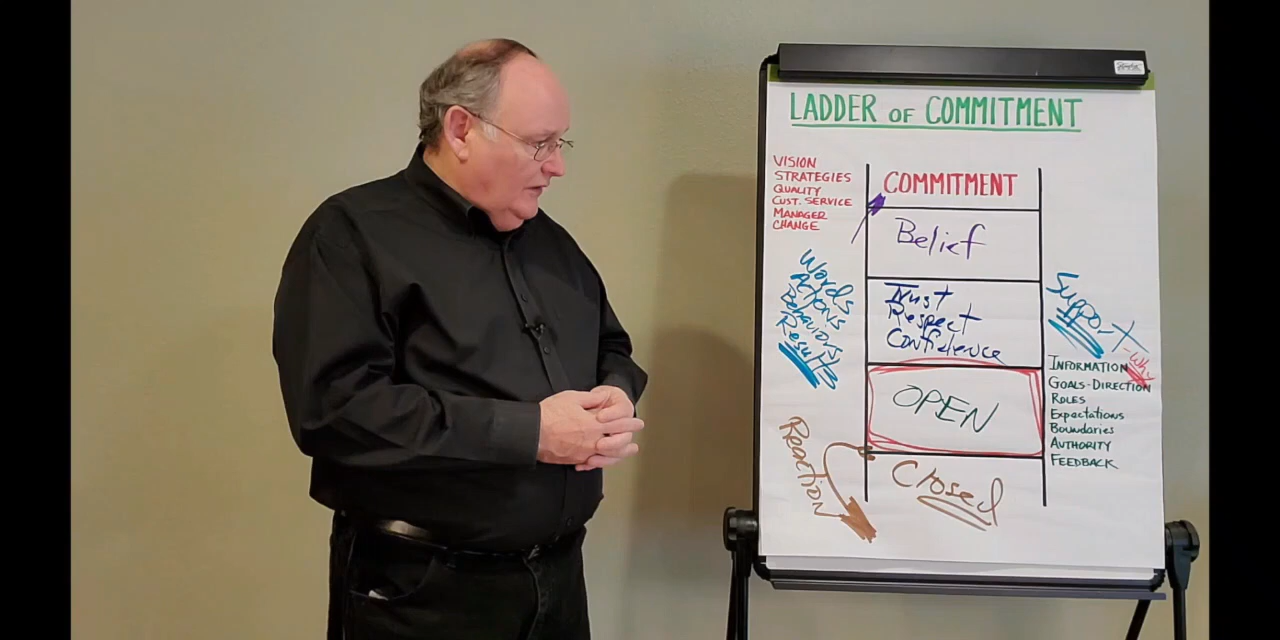 LADDER OF COMMITMENT
VISION
STRATEGIES
QUALITY
CUST. SERVICE
MANAGER
CHANGE
COMMITMENT
Belief
Trust
Respect
Confidence
OPEN
Closed
Words
Actions
Behaviors
Results
Reaction
Support
INFORMATION - Why
GOALS-DIRECTION
ROLES
Expectations
Boundaries
AUTHORITY
FEEDBACK